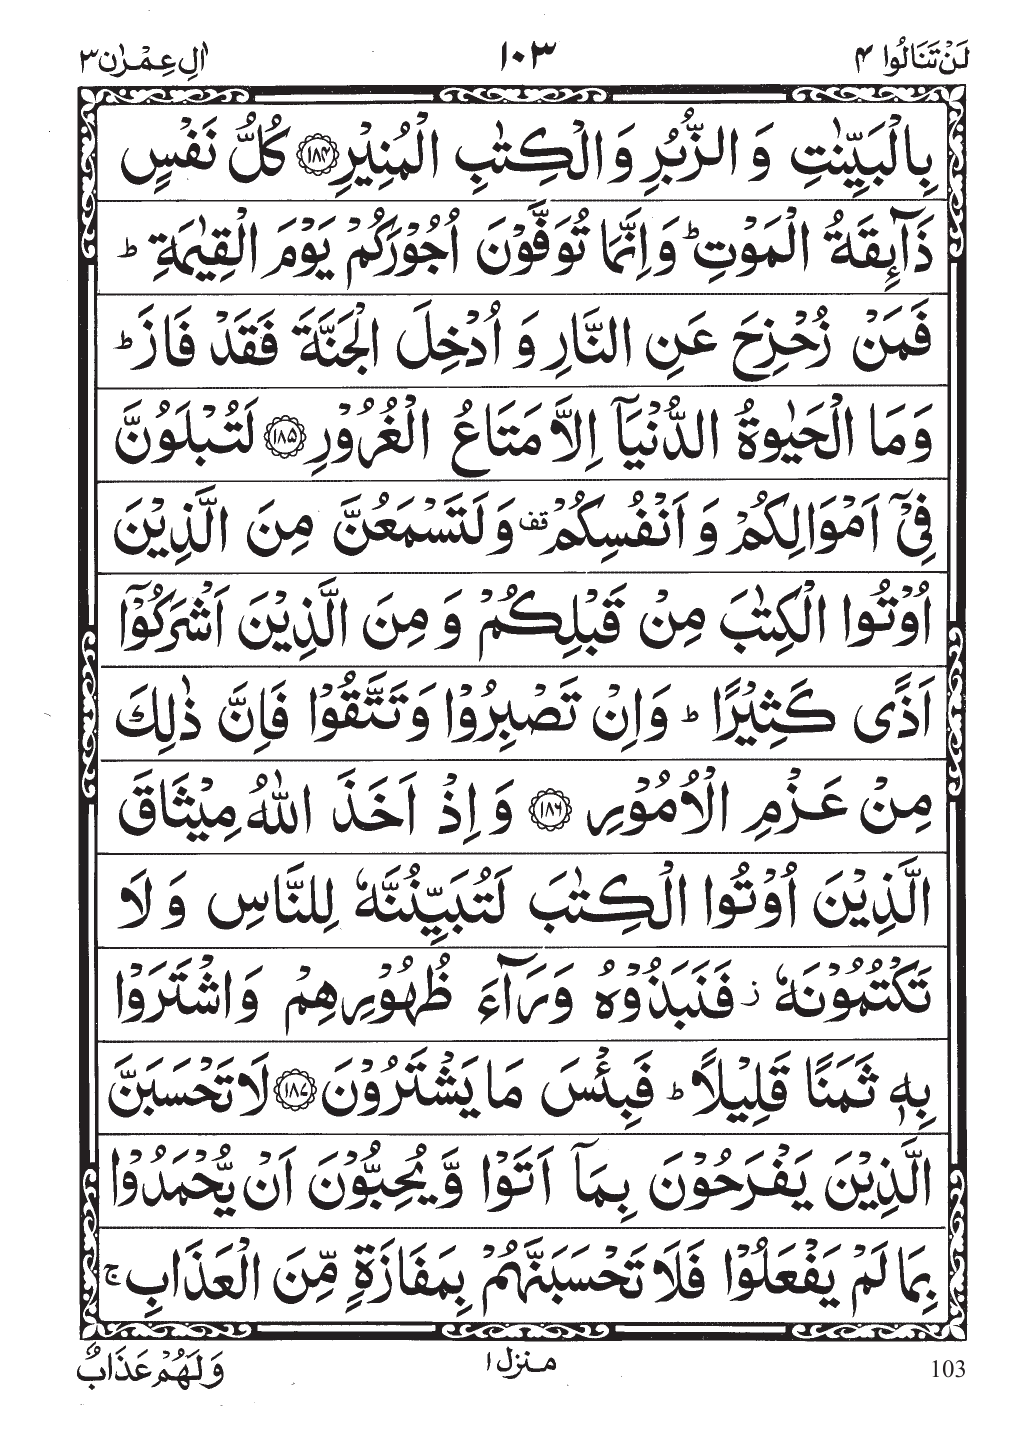 لَنْ تَنَالُوا ۴ ۱۰۳ اٰلِ عِمْرٰن ۳
بِالْبَيِّنٰتِ وَ الزُّبُرِ وَ الْكِتٰبِ الْمُنِيْرِ ۝۱۸۴ كُلُّ نَفْسٍ
ذَآىِٕقَةُ الْمَوْتِ ؕ وَ اِنَّمَا تُوَفَّوْنَ اُجُوْرَكُمْ يَوْمَ الْقِيٰمَةِ ؕ
فَمَنْ زُحْزِحَ عَنِ النَّارِ وَ اُدْخِلَ الْجَنَّةَ فَقَدْ فَازَ ؕ
وَ مَا الْحَيٰوةُ الدُّنْيَاۤ اِلَّا مَتَاعُ الْغُرُوْرِ ۝۱۸۵ لَتُبْلَوُنَّ
فِيْۤ اَمْوَالِكُمْ وَ اَنْفُسِكُمْ قف وَ لَتَسْمَعُنَّ مِنَ الَّذِيْنَ
اُوْتُوا الْكِتٰبَ مِنْ قَبْلِكُمْ وَ مِنَ الَّذِيْنَ اَشْرَكُوْۤا
اَذًى كَثِيْرًا ؕ وَ اِنْ تَصْبِرُوْا وَ تَتَّقُوْا فَاِنَّ ذٰلِكَ
مِنْ عَزْمِ الْاُمُوْرِ ۝۱۸۶ وَ اِذْ اَخَذَ اللّٰهُ مِيْثَاقَ
الَّذِيْنَ اُوْتُوا الْكِتٰبَ لَتُبَيِّنُنَّهٗ لِلنَّاسِ وَ لَا
تَكْتُمُوْنَهٗ ز فَنَبَذُوْهُ وَرَآءَ ظُهُوْرِهِمْ وَ اشْتَرَوْا
بِهٖ ثَمَنًا قَلِيْلًا ؕ فَبِئْسَ مَا يَشْتَرُوْنَ ۝۱۸۷ لَا تَحْسَبَنَّ
الَّذِيْنَ يَفْرَحُوْنَ بِمَاۤ اَتَوْا وَّ يُحِبُّوْنَ اَنْ يُّحْمَدُوْا
بِمَا لَمْ يَفْعَلُوْا فَلَا تَحْسَبَنَّهُمْ بِمَفَازَةٍ مِّنَ الْعَذَابِ ج
وَ لَهُمْ عَذَابٌ
منزل ۱
103